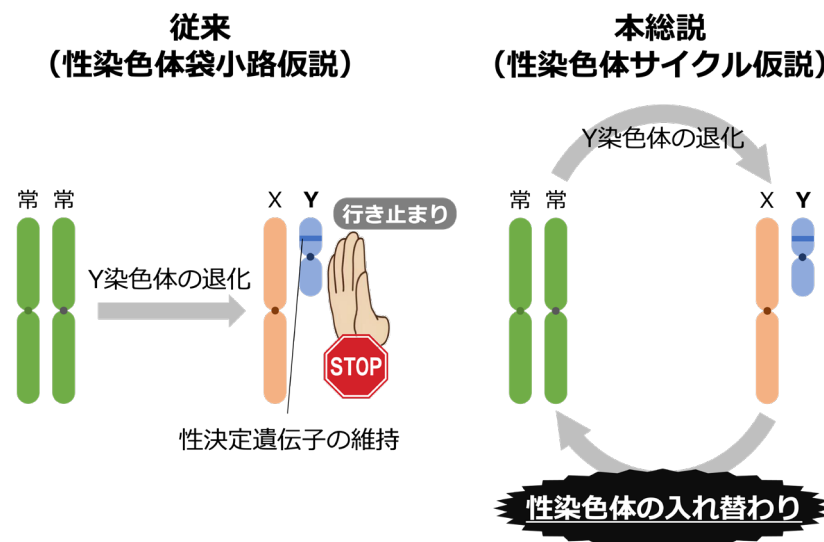 従来
（性染色体袋小路仮説）
常 常
X Y
行き止まり
Y染色体の退化
STOP
性決定遺伝子の維持
本総説
（性染色体サイクル仮説）
Y染色体の退化
常 常
X Y
性染色体の入れ替わり